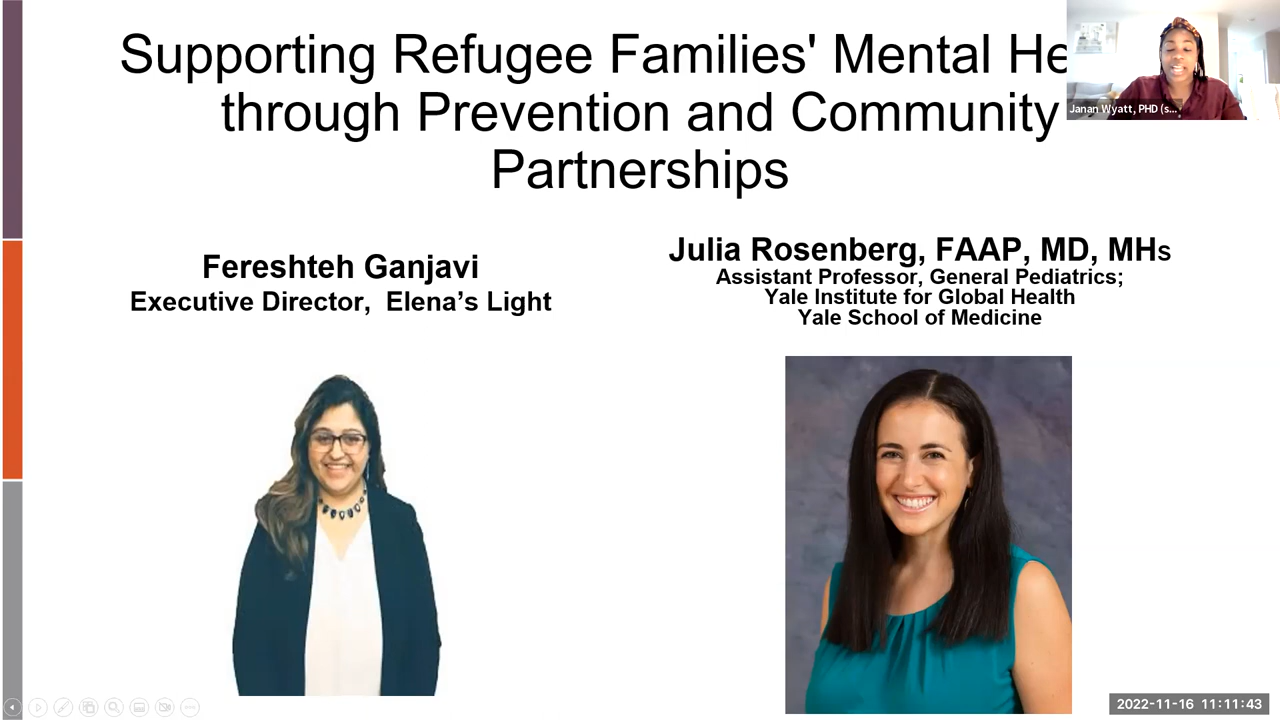 Supporting Refugee Families' Mental He
through Prevention and Community
Partnerships
Janan Wyatt, PHD (s...
Fereshteh Ganjavi
Executive Director, Elena’s Light
Julia Rosenberg, FAAP, MD, MHs
Assistant Professor, General Pediatrics;
Yale Institute for Global Health
Yale School of Medicine
2022-11-16 11:11:43